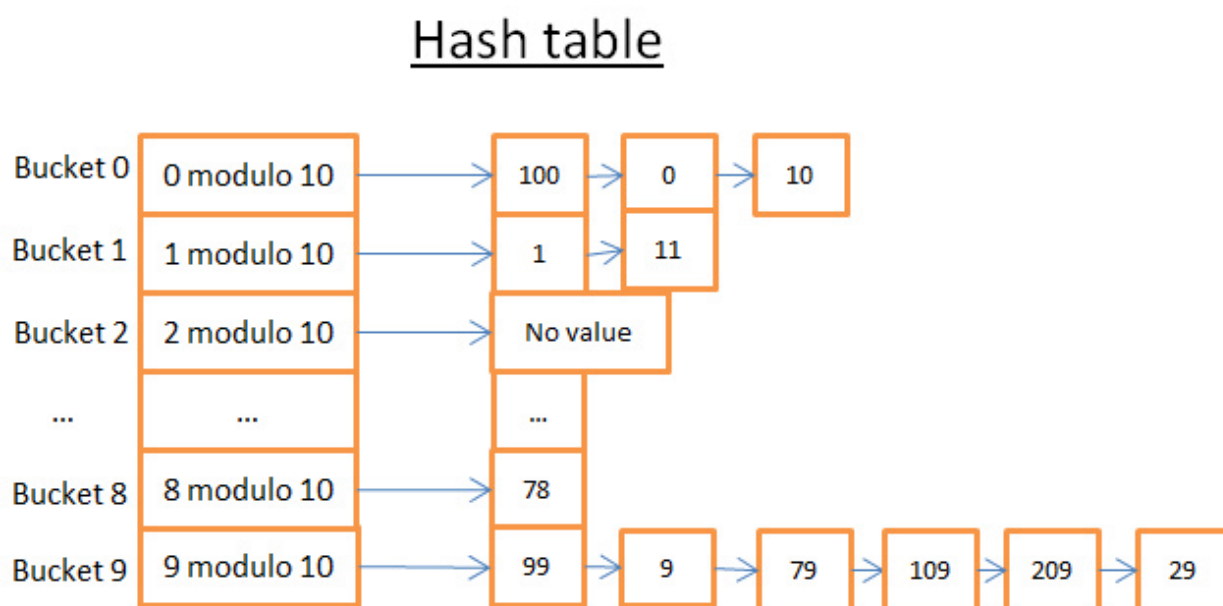 Hash table
Bucket 0 0 modulo 10 100 0 10
Bucket 1 1 modulo 10 1 11
Bucket 2 2 modulo 10 No value
... ... ...
Bucket 8 8 modulo 10 78
Bucket 9 9 modulo 10 99 9 79 109 209 29